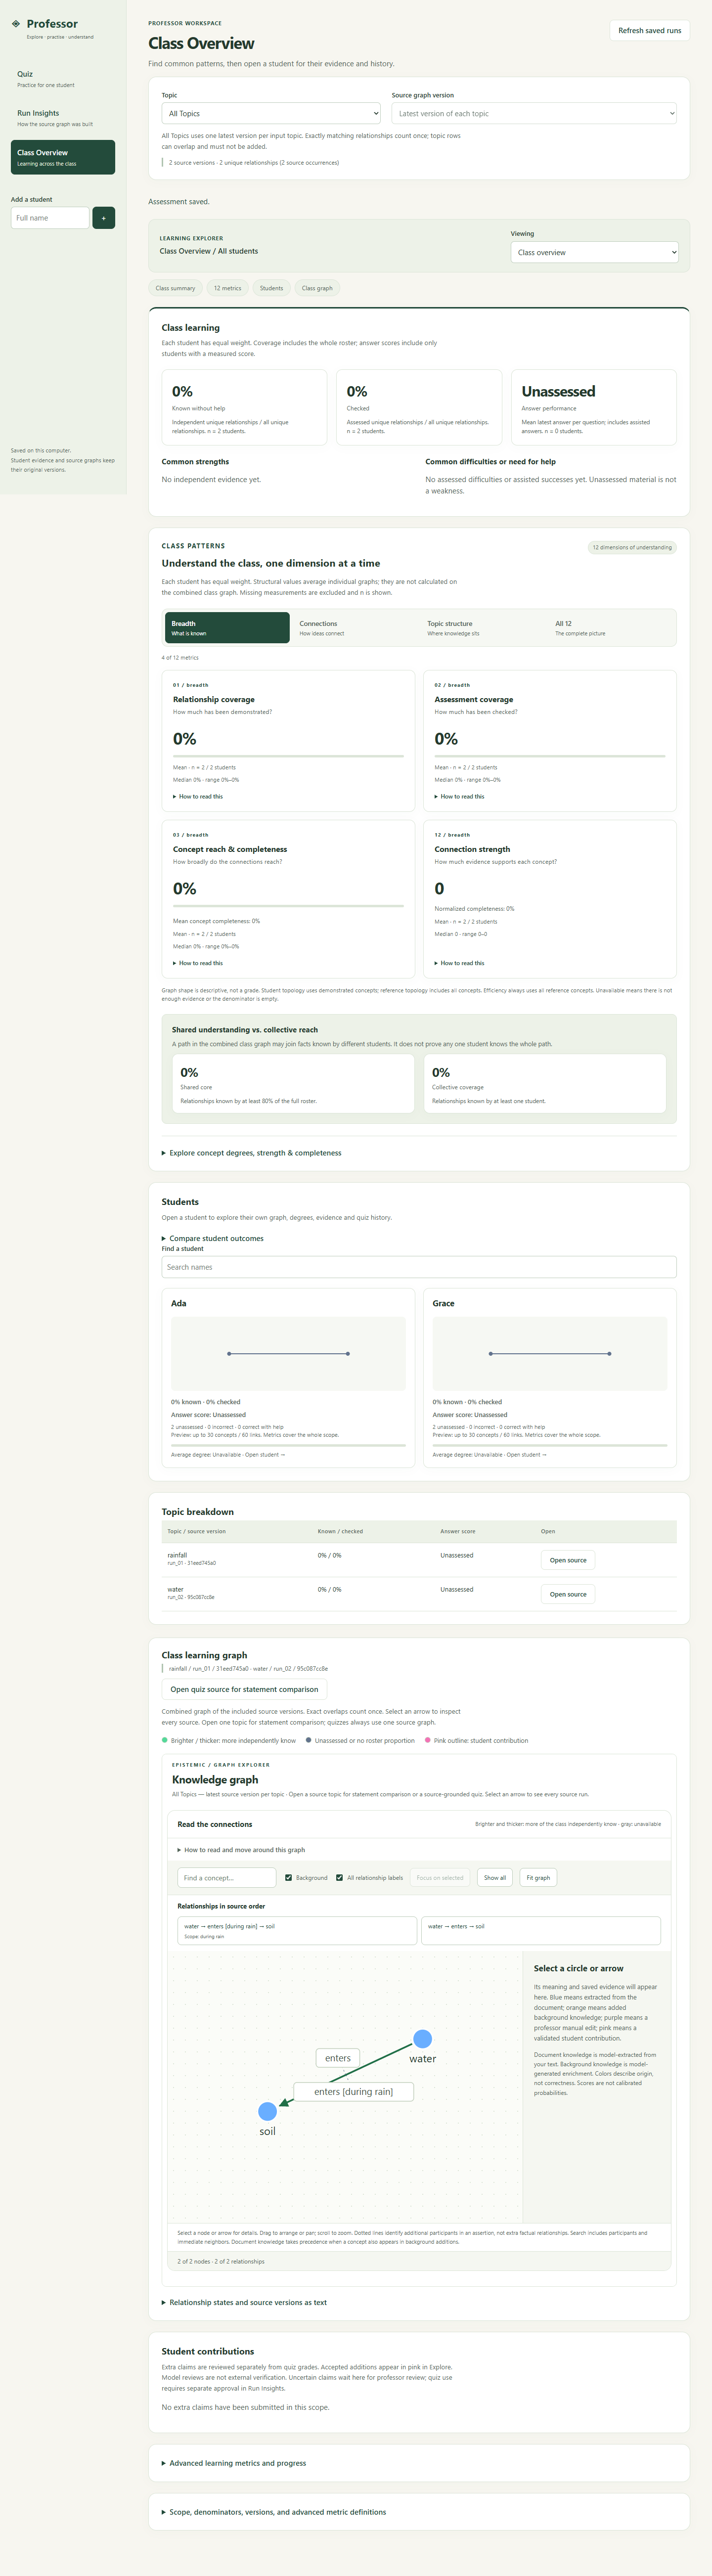 Professor
Explore · practise · understand
Quiz
Practice for one student
Run Insights
How the source graph was built
Class Overview
Learning across the class
Add a student
Full name
+
Saved on this computer.
Student evidence and source graphs keep
their original versions.
PROFESSOR WORKSPACE
Class Overview
Find common patterns, then open a student for their evidence and history.
Refresh saved runs
Topic
All Topics
Source graph version
Latest version of each topic
All Topics uses one latest version per input topic. Exactly matching relationships count once; topic rows
can overlap and must not be added.
2 source versions · 2 unique relationships (2 source occurrences)
Assessment saved.
LEARNING EXPLORER
Class Overview / All students
Viewing
Class overview
Class summary
12 metrics
Students
Class graph
Class learning
Each student has equal weight. Coverage includes the whole roster; answer scores include only
students with a measured score.
0%
Known without help
Independent unique relationships / all unique
relationships. n = 2 students.
0%
Checked
Assessed unique relationships / all unique relationships.
n = 2 students.
Unassessed
Answer performance
Mean latest answer per question; includes assisted
answers. n = 0 students.
Common strengths
No independent evidence yet.
Common difficulties or need for help
No assessed difficulties or assisted successes yet. Unassessed material is not
a weakness.
CLASS PATTERNS
12 dimensions of understanding
Understand the class, one dimension at a time
Each student has equal weight. Structural values average individual graphs; they are not calculated on
the combined class graph. Missing measurements are excluded and n is shown.
Breadth
What is known
Connections
How ideas connect
Topic structure
Where knowledge sits
All 12
The complete picture
4 of 12 metrics
01 / breadth
Relationship coverage
How much has been demonstrated?
0%
Mean · n = 2 / 2 students
Median 0% · range 0%–0%
How to read this
02 / breadth
Assessment coverage
How much has been checked?
0%
Mean · n = 2 / 2 students
Median 0% · range 0%–0%
How to read this
03 / breadth
Concept reach & completeness
How broadly do the connections reach?
0%
Mean concept completeness: 0%
Mean · n = 2 / 2 students
Median 0% · range 0%–0%
How to read this
12 / breadth
Connection strength
How much evidence supports each concept?
0
Normalized completeness: 0%
Mean · n = 2 / 2 students
Median 0 · range 0–0
How to read this
Graph shape is descriptive, not a grade. Student topology uses demonstrated concepts; reference topology includes all concepts. Efficiency always uses all reference concepts. Unavailable means there is not
enough evidence or the denominator is empty.
Shared understanding vs. collective reach
A path in the combined class graph may join facts known by different students. It does not prove any one student knows the whole path.
0%
Shared core
Relationships known by at least 80% of the full roster.
0%
Collective coverage
Relationships known by at least one student.
Explore concept degrees, strength & completeness
Students
Open a student to explore their own graph, degrees, evidence and quiz history.
Compare student outcomes
Find a student
Search names
Ada
0% known · 0% checked
Answer score: Unassessed
2 unassessed · 0 incorrect · 0 correct with help
Preview: up to 30 concepts / 60 links. Metrics cover the whole scope.
Average degree: Unavailable · Open student →
Grace
0% known · 0% checked
Answer score: Unassessed
2 unassessed · 0 incorrect · 0 correct with help
Preview: up to 30 concepts / 60 links. Metrics cover the whole scope.
Average degree: Unavailable · Open student →
Topic breakdown
Topic / source version
Known / checked
Answer score
Open
rainfall
run_01 · 31eed745a0
0% / 0%
Unassessed
Open source
water
run_02 · 95c087cc8e
0% / 0%
Unassessed
Open source
Class learning graph
rainfall / run_01 / 31eed745a0 · water / run_02 / 95c087cc8e
Open quiz source for statement comparison
Combined graph of the included source versions. Exact overlaps count once. Select an arrow to inspect
every source. Open one topic for statement comparison; quizzes always use one source graph.
Brighter / thicker: more independently know
Unassessed or no roster proportion
Pink outline: student contribution
EPISTEMIC / GRAPH EXPLORER
Knowledge graph
All Topics — latest source version per topic · Open a source topic for statement comparison or a source-grounded quiz. Select an arrow to see every source run.
Read the connections
Brighter and thicker: more of the class independently know · gray: unavailable
How to read and move around this graph
Find a concept...
Background
All relationship labels
Focus on selected
Show all
Fit graph
Relationships in source order
water → enters [during rain] → soil
Scope: during rain
water → enters → soil
enters
enters [during rain]
water
soil
Select a circle or arrow
Its meaning and saved evidence will appear
here. Blue means extracted from the
document; orange means added
background knowledge; purple means a
professor manual edit; pink means a
validated student contribution.
Document knowledge is model-extracted from
your text. Background knowledge is model-
generated enrichment. Colors describe origin,
not correctness. Scores are not calibrated
probabilities.
Select a node or arrow for details. Drag to arrange or pan; scroll to zoom. Dotted lines identify additional participants in an assertion, not extra factual relationships. Search includes participants and
immediate neighbors. Document knowledge takes precedence when a concept also appears in background additions.
2 of 2 nodes · 2 of 2 relationships
Relationship states and source versions as text
Student contributions
Extra claims are reviewed separately from quiz grades. Accepted additions appear in pink in Explore.
Model reviews are not external verification. Uncertain claims wait here for professor review; quiz use
requires separate approval in Run Insights.
No extra claims have been submitted in this scope.
Advanced learning metrics and progress
Scope, denominators, versions, and advanced metric definitions